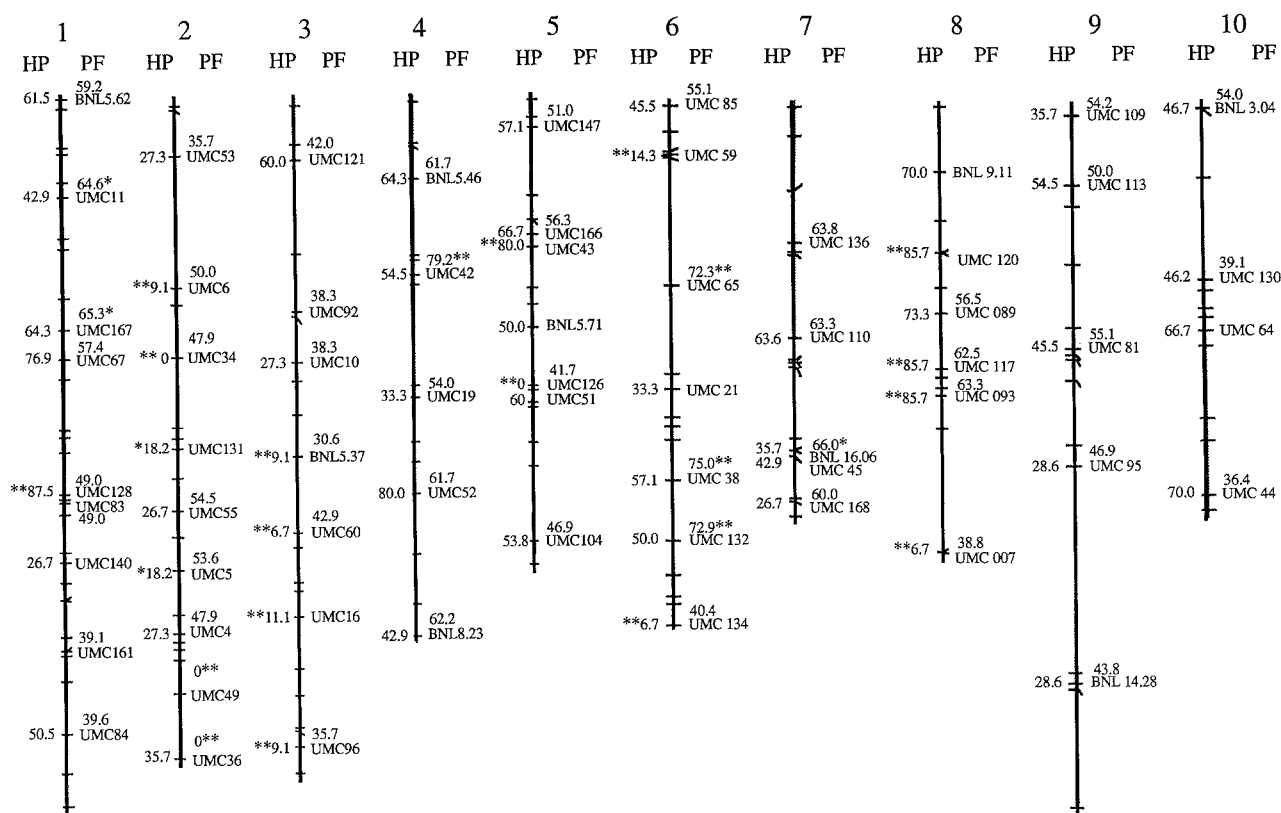 1
HP PF
59.2
61.5 BNL5.62
64.6*
42.9 UMC11
65.3*
64.3 UMC167
57.4
76.9 UMC67
49.0
**87.5 UMC128
UMC83
49.0
26.7 UMC140
39.1
UMC161
39.6
50.5 UMC84
2
HP PF
35.7
27.3 UMC53
50.0
**9.1 UMC6
47.9
** 0 UMC34
*18.2 UMC131
54.5
26.7 UMC55
53.6
*18.2 UMC5
47.9
27.3 UMC4
0**
UMC49
0**
35.7 UMC36
3
HP PF
42.0
60.0 UMC121
38.3
UMC92
38.3
27.3 UMC10
30.6
**9.1 BNL5.37
42.9
**6.7 UMC60
**11.1 UMC16
35.7
**9.1 UMC96
4
HP PF
61.7
64.3 BNL5.46
79.2**
54.5 UMC42
54.0
33.3 UMC19
61.7
80.0 UMC52
62.2
42.9 BNL8.23
5
HP PF
51.0
57.1 UMC147
56.3
66.7 UMC166
**80.0 UMC43
50.0 BNL5.71
41.7
**0 UMC126
60 UMC51
46.9
53.8 UMC104
6
HP PF
55.1
45.5 UMC 85
**14.3 UMC 59
72.3**
UMC 65
33.3 UMC 21
75.0**
57.1 UMC 38
72.9**
50.0 UMC 132
40.4
**6.7 UMC 134
7
HP PF
63.8
UMC 136
63.3
63.6 UMC 110
35.7 66.0*
42.9 BNL 16.06
UMC 45
60.0
26.7 UMC 168
8
HP PF
70.0 BNL 9.11
**85.7 UMC 120
56.5
73.3 UMC 089
62.5
**85.7 UMC 117
63.3
**85.7 UMC 093
38.8
**6.7 UMC 007
9
HP PF
54.2
35.7 UMC 109
50.0
54.5 UMC 113
55.1
45.5 UMC 81
46.9
28.6 UMC 95
43.8
28.6 BNL 14.28
10
HP PF
54.0
46.7 BNL 3.04
39.1
46.2 UMC 130
66.7 UMC 64
36.4
70.0 UMC 44